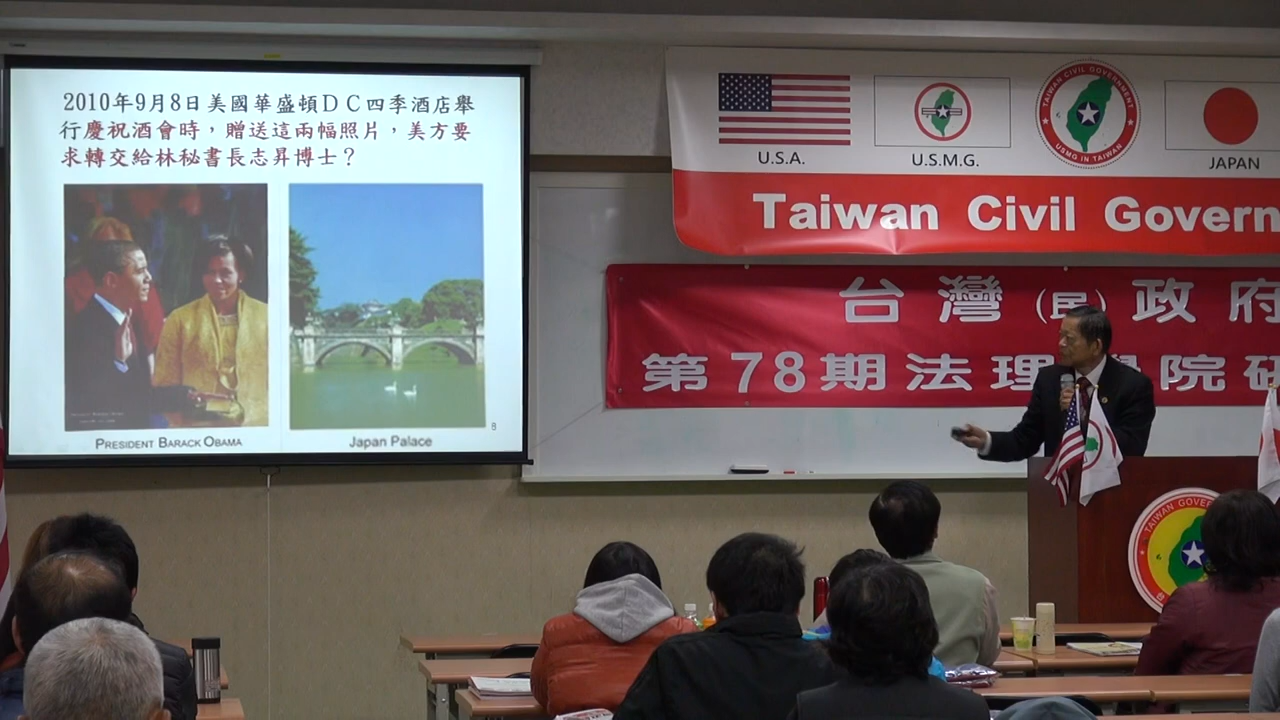 2010年9月8日美國華盛頓DC四季酒店舉
行慶祝酒會時，贈送這兩幅照片，美方要
求轉交給林秘書長志昇博士？
PRESIDENT BARACK OBAMA
Japan Palace
8
U.S.A.
U.S.M.G.
TAIWAN CIVIL GOVERNMENT
USMG IN TAIWAN
JAPAN
Taiwan Civil Govern
台灣(民)政府
第78期法理學院研
TAIWAN GOVER